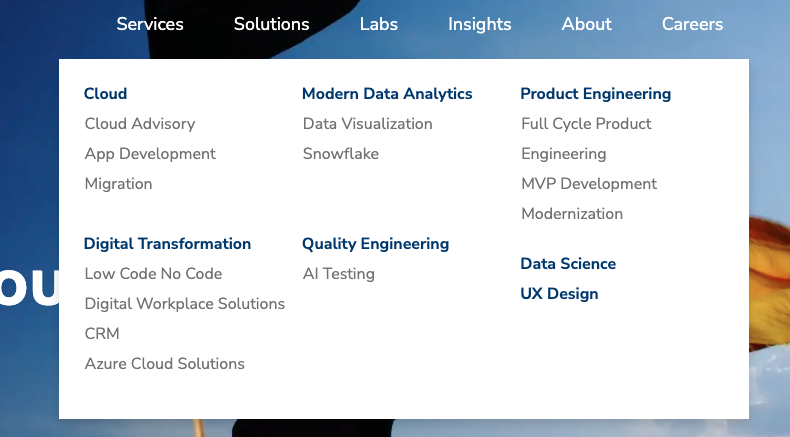 Services Solutions Labs Insights About Careers
Cloud
Cloud Advisory
App Development
Migration
Digital Transformation
Low Code No Code
Digital Workplace Solutions
CRM
Azure Cloud Solutions
Modern Data Analytics
Data Visualization
Snowflake
Quality Engineering
AI Testing
Product Engineering
Full Cycle Product
Engineering
MVP Development
Modernization
Data Science
UX Design
ou